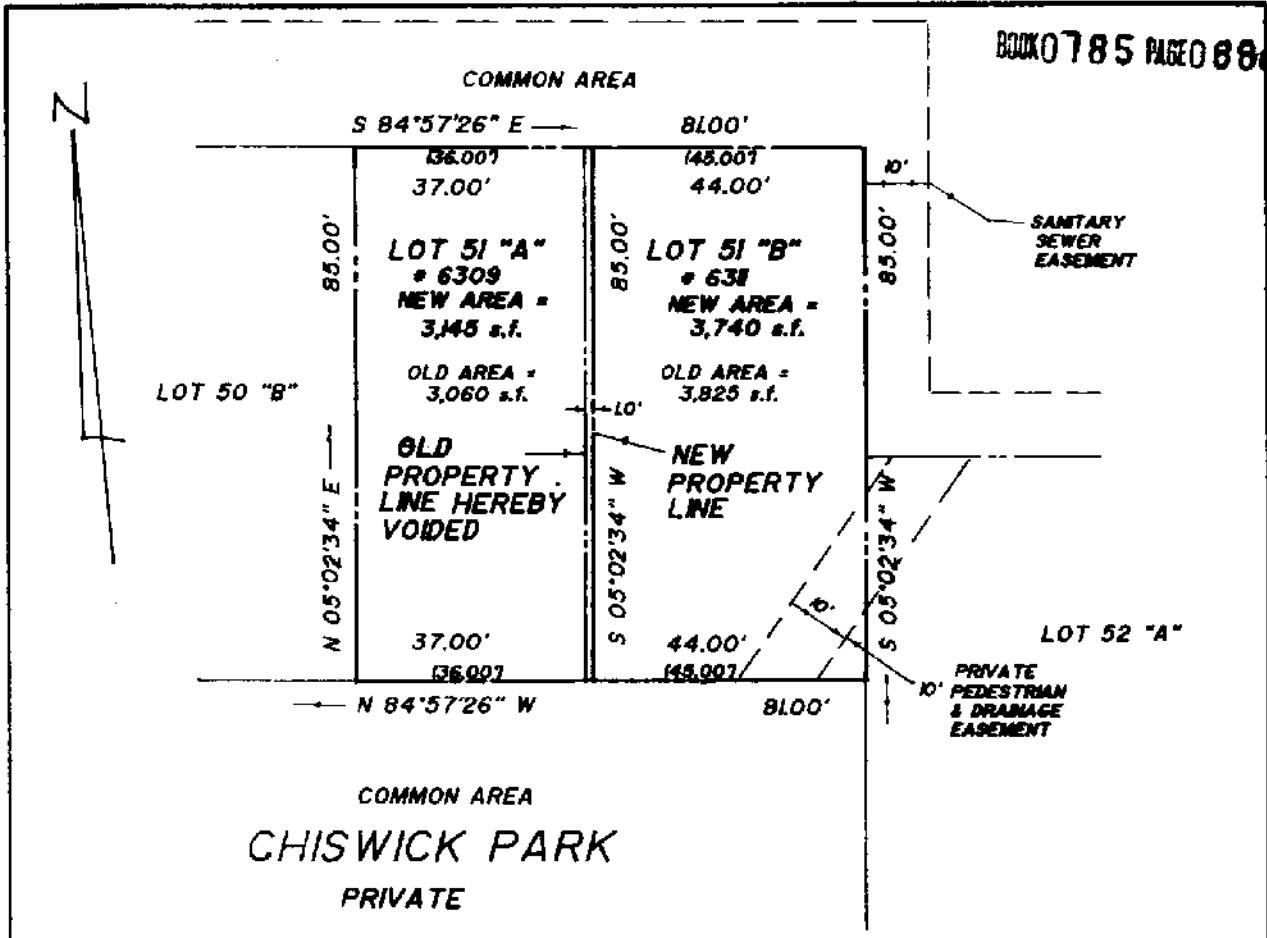 BOOK 0785 PAGE 0
COMMON AREA
S 84°57'26" E 81.00'
(36.00') (45.00')
37.00' 44.00'
10'
SANITARY
SEWER
EASEMENT
85.00'
85.00'
85.00'
LOT 51 "A"
# 6309
NEW AREA =
3,145 s.f.
OLD AREA =
3,060 s.f.
LOT 51 "B"
# 6311
NEW AREA =
3,740 s.f.
OLD AREA =
3,825 s.f.
LOT 50 "B"
1.0'
OLD
PROPERTY
LINE HEREBY
VOIDED
NEW
PROPERTY
LINE
N 05°02'34" E
S 05°02'34" W
S 05°02'34" W
10'
LOT 52 "A"
37.00' 44.00'
(36.00') (45.00')
10' PRIVATE
PEDESTRIAN
& DRAINAGE
EASEMENT
N 84°57'26" W 81.00'
COMMON AREA
CHISWICK PARK
PRIVATE
N